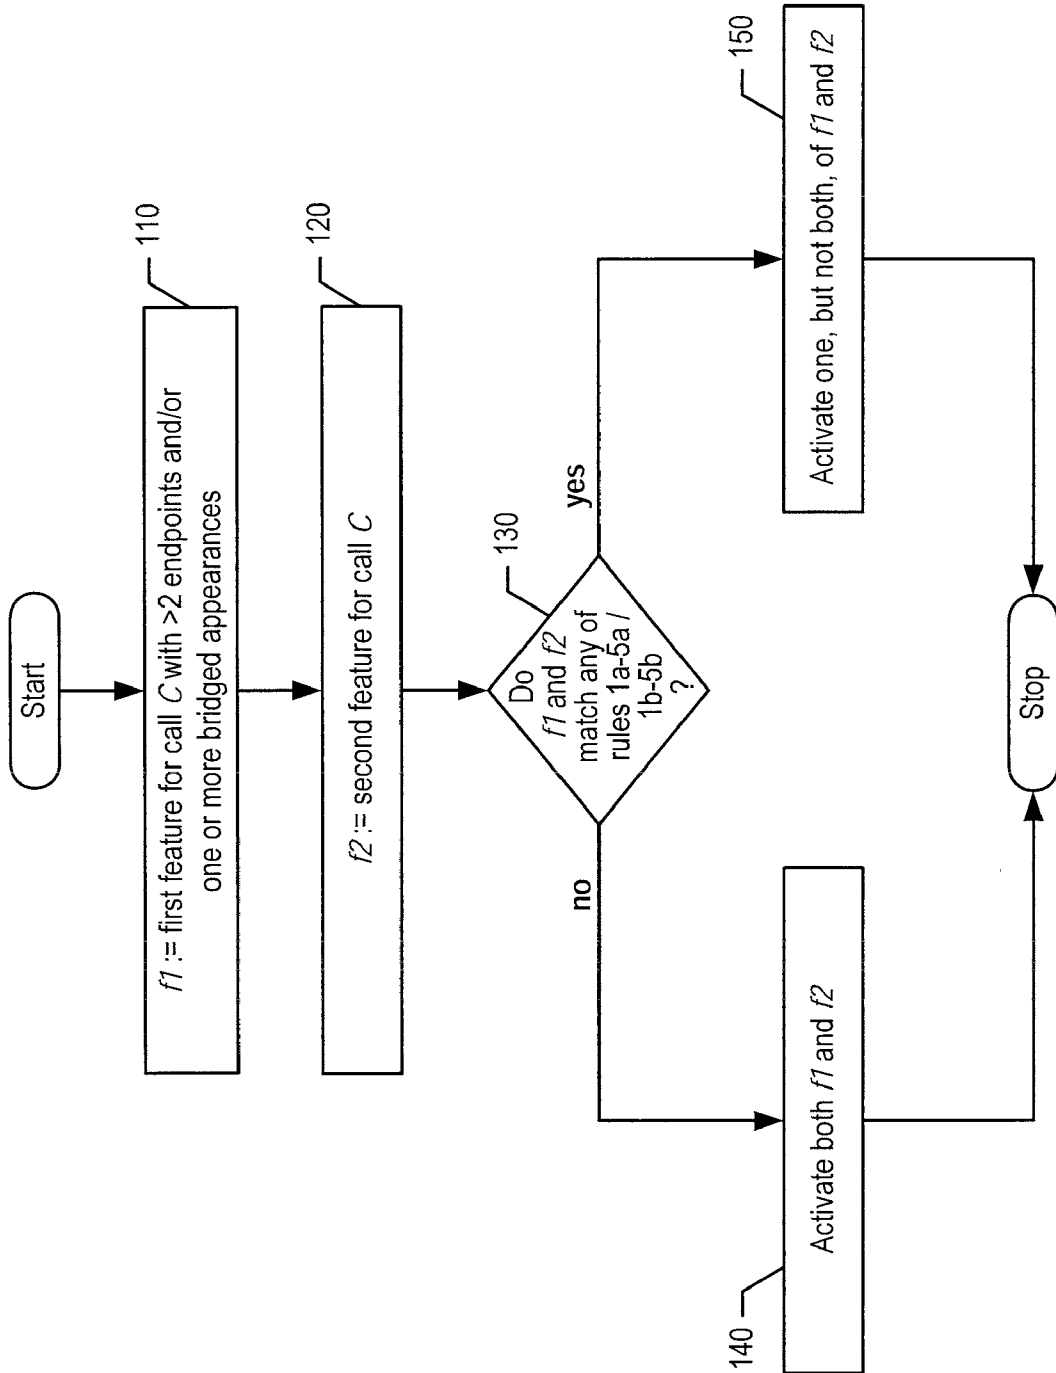 Start
110
f1 := first feature for call C with >2 endpoints and/or
one or more bridged appearances
120
f2 := second feature for call C
130
Do
f1 and f2
match any of
rules 1a-5a /
1b-5b
?
no
yes
140
Activate both f1 and f2
150
Activate one, but not both, of f1 and f2
Stop